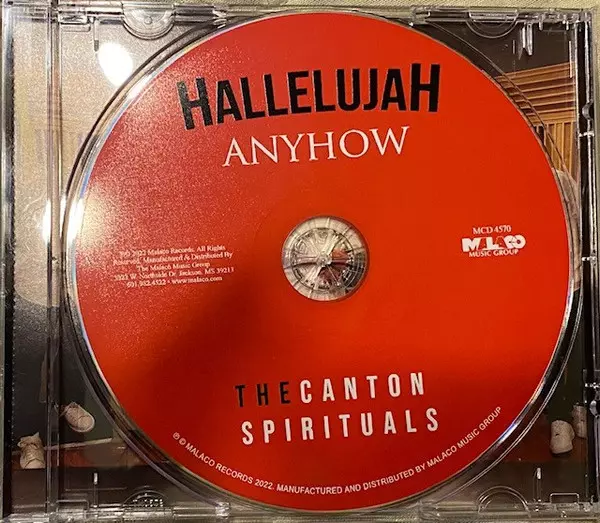 HALLELUJAH
ANYHOW
℗© 2022 Malaco Records. All Rights
Reserved. Manufactured & Distributed By
The Malaco Music Group
3023 W. Northside Dr. Jackson, MS 39213
601.982.4522 • www.malaco.com
MCD 4570
MALACO
MUSIC GROUP
THE CANTON
SPIRITUALS
℗ © MALACO RECORDS 2022. MANUFACTURED AND DISTRIBUTED BY MALACO MUSIC GROUP